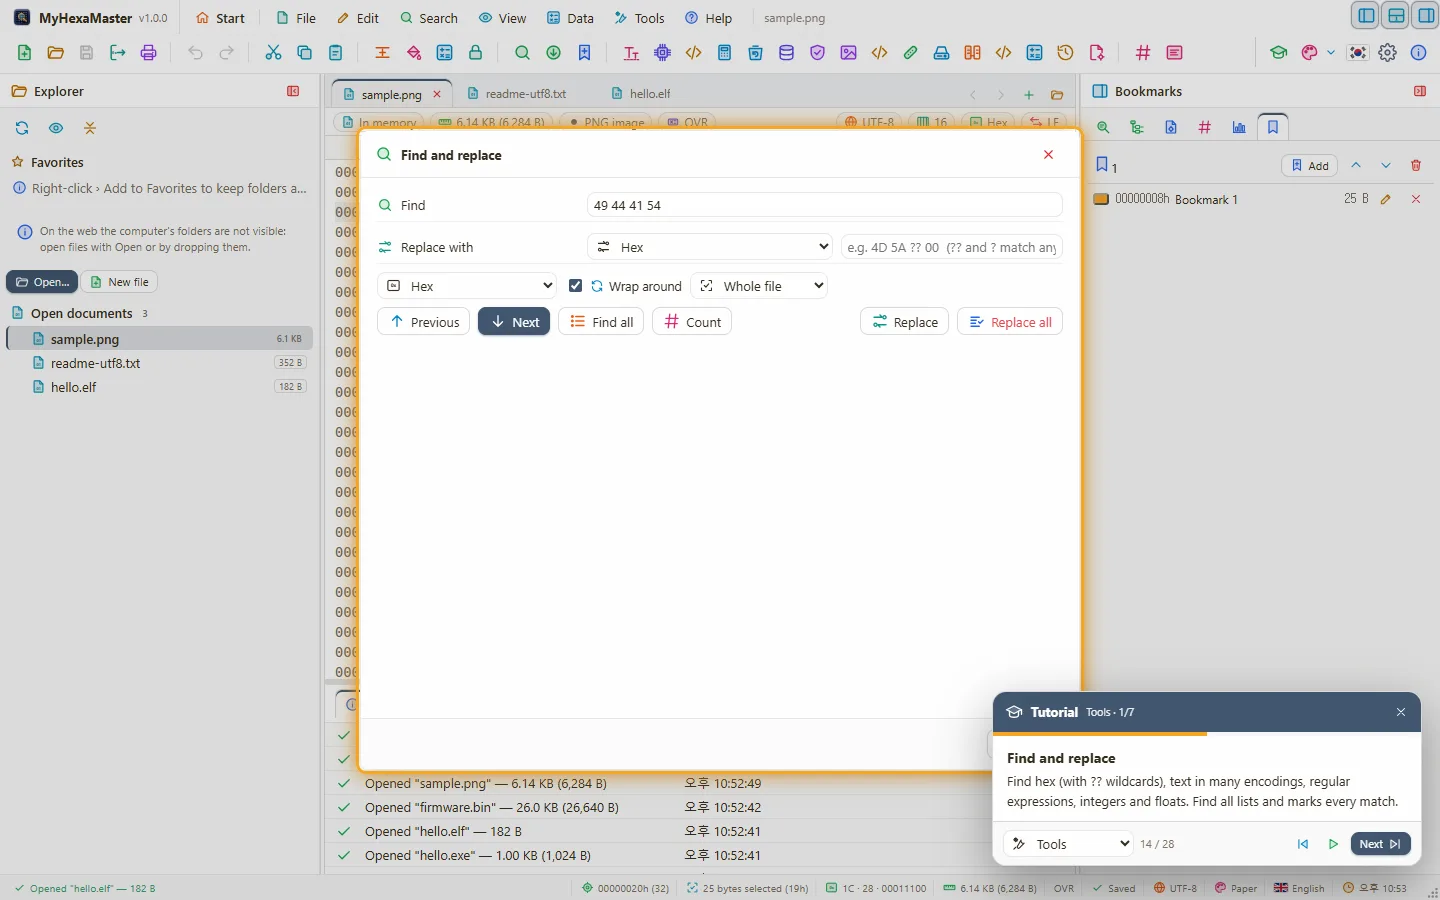 MyHexaMaster v1.0.0 Start File Edit Search View Data Tools Help sample.png
Explorer
sample.png readme-utf8.txt hello.elf
Bookmarks
In memory 6.14 KB (6,284 B) PNG image OVR UTF-8 16 Hex LF
Favorites
Right-click › Add to Favorites to keep folders a...
On the web the computer's folders are not visible:
open files with Open or by dropping them.
Open... New file
Open documents 3
sample.png 6.1 KB
readme-utf8.txt 352 B
hello.elf 182 B
Find and replace
Find 49 44 41 54
Replace with Hex e.g. 4D 5A ?? 00 (?? and ? match any
Hex Wrap around Whole file
Previous Next Find all Count Replace Replace all
1 Add
00000008h Bookmark 1 25 B
Opened "sample.png" — 6.14 KB (6,284 B) 오후 10:52:49
Opened "firmware.bin" — 26.0 KB (26,640 B) 오후 10:52:42
Opened "hello.elf" — 182 B 오후 10:52:41
Opened "hello.exe" — 1.00 KB (1,024 B) 오후 10:52:41
Tutorial Tools · 1/7
Find and replace
Find hex (with ?? wildcards), text in many encodings, regular
expressions, integers and floats. Find all lists and marks every match.
Tools 14 / 28 Next
Opened "hello.elf" — 182 B 00000020h (32) 25 bytes selected (19h) 1C · 28 · 00011100 6.14 KB (6,284 B) OVR Saved UTF-8 Paper English 오후 10:53